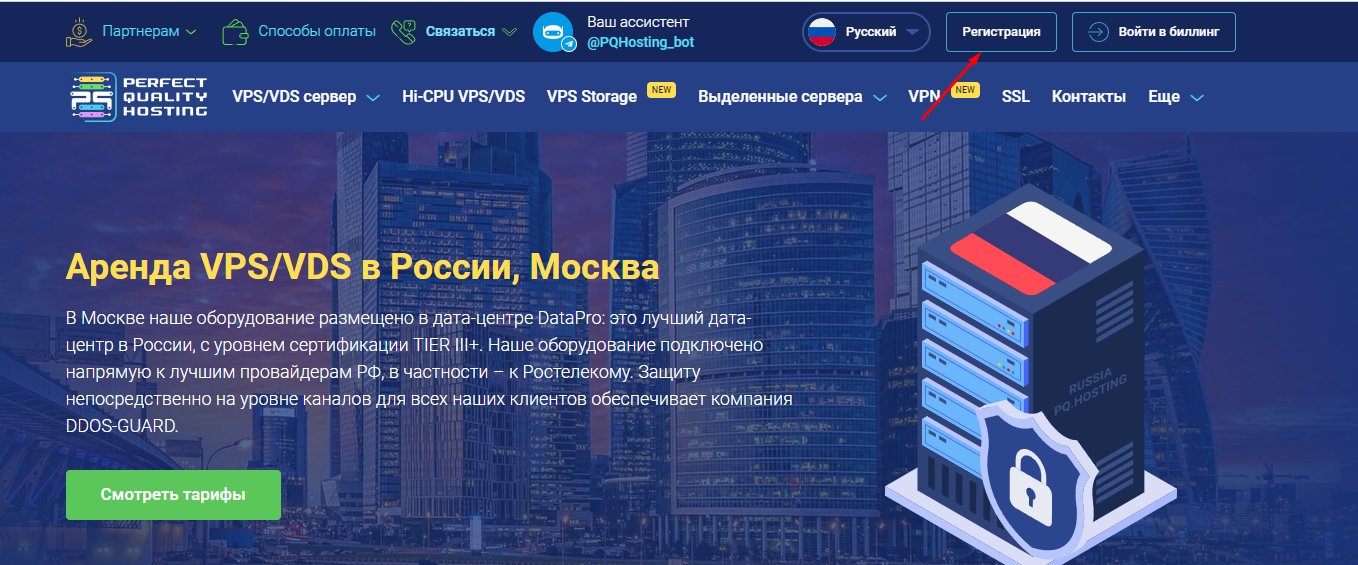 Партнерам
Способы оплаты
Связаться
Ваш ассистент
@PQHosting_bot
Русский
Регистрация
Войти в биллинг
PERFECT
QUALITY
HOSTING
VPS/VDS сервер
Hi-CPU VPS/VDS
VPS Storage
NEW
Выделенные сервера
VPN
NEW
SSL
Контакты
Еще
Аренда VPS/VDS в России, Москва
В Москве наше оборудование размещено в дата-центре DataPro: это лучший дата-
центр в России, с уровнем сертификации TIER III+. Наше оборудование подключено
напрямую к лучшим провайдерам РФ, в частности – к Ростелекому. Защиту
непосредственно на уровне каналов для всех наших клиентов обеспечивает компания
DDOS-GUARD.
Смотреть тарифы
RUSSIA
PQ.HOSTING